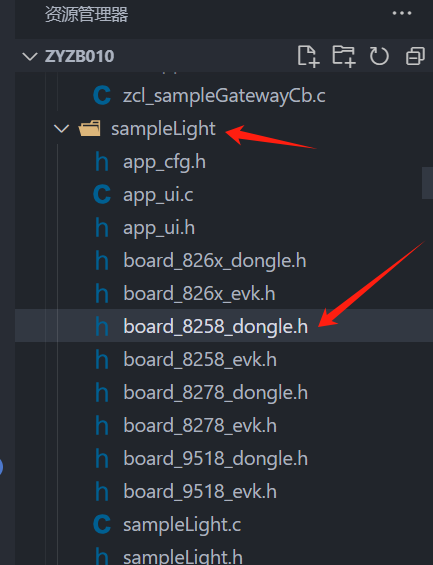 资源管理器
ZYZB010
zcl_sampleGatewayCb.c
sampleLight
h app_cfg.h
C app_ui.c
h app_ui.h
h board_826x_dongle.h
h board_826x_evk.h
h board_8258_dongle.h
h board_8258_evk.h
h board_8278_dongle.h
h board_8278_evk.h
h board_9518_dongle.h
h board_9518_evk.h
C sampleLight.c
h sampleLight.h